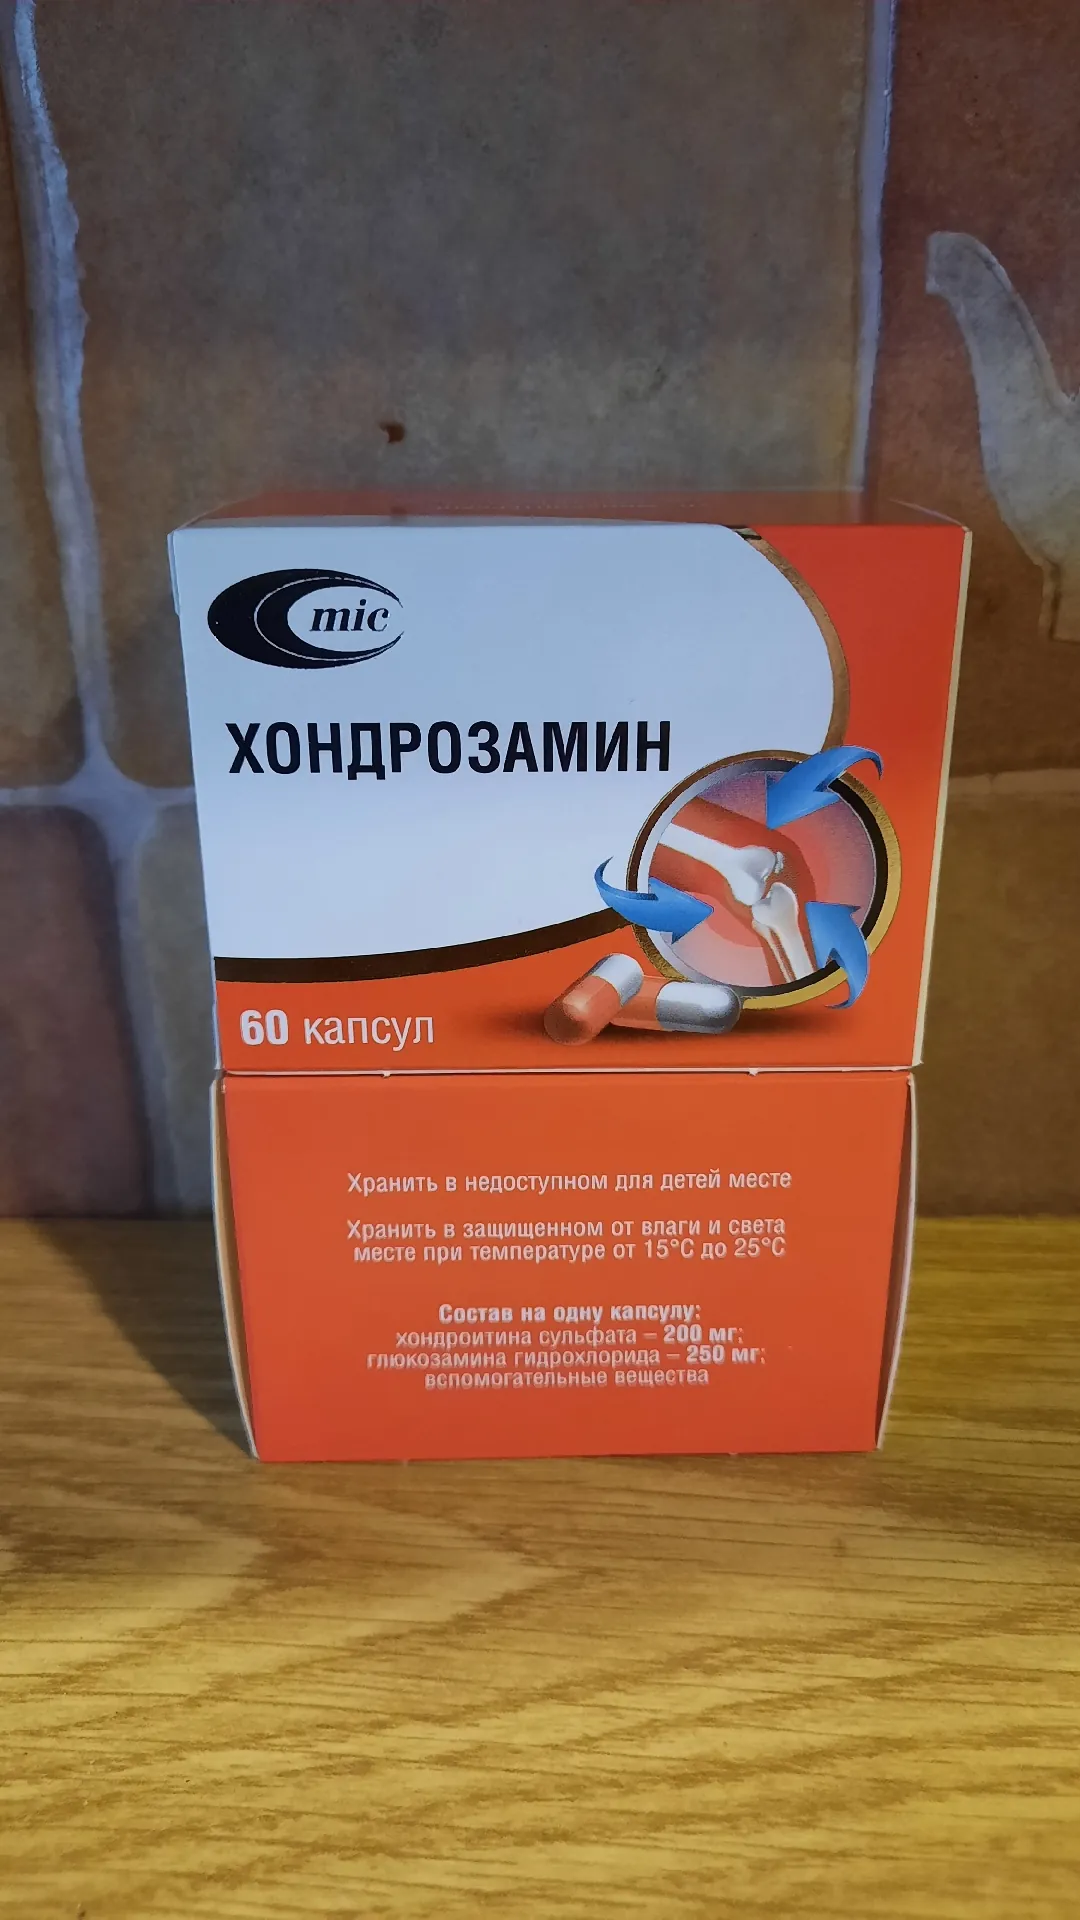 mic
ХОНДРОЗАМИН
60 капсул
Хранить в недоступном для детей месте
Хранить в защищенном от влаги и света
месте при температуре от 15°C до 25°C
Состав на одну капсулу:
хондроитина сульфата – 200 мг;
глюкозамина гидрохлорида – 250 мг;
вспомогательные вещества